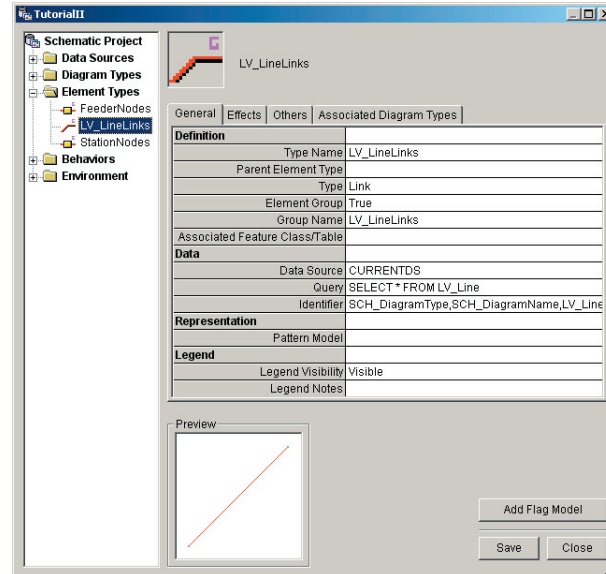 TutorialII
Schematic Project
Data Sources
Diagram Types
Element Types
FeederNodes
LV_LineLinks
StationNodes
Behaviors
Environment
G
LV_LineLinks
General Effects Others Associated Diagram Types
Definition
Type Name LV_LineLinks
Parent Element Type
Type Link
Element Group True
Group Name LV_LineLinks
Associated Feature Class/Table
Data
Data Source CURRENTDS
Query SELECT * FROM LV_Line
Identifier SCH_DiagramType,SCH_DiagramName,LV_Line
Representation
Pattern Model
Legend
Legend Visibility Visible
Legend Notes
Preview
Add Flag Model
Save Close